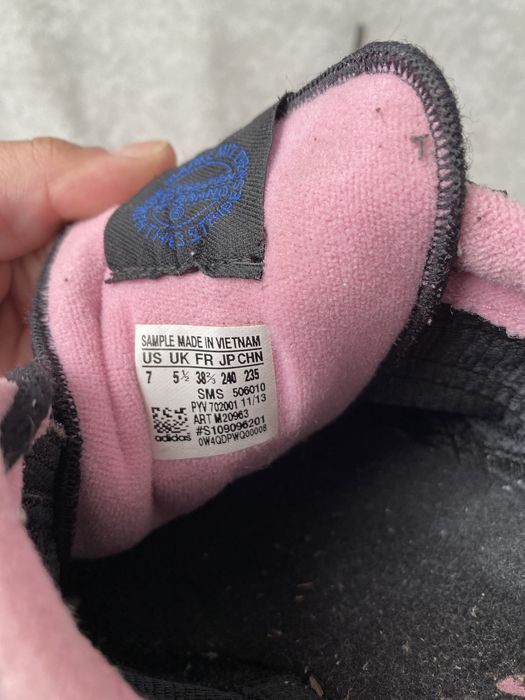 SAMPLE MADE IN VIETNAM
US UK FR JP CHN
7 5½ 38⅔ 240 235
SMS 506010
PYV 702001 11/13
ART M20963
#S109096201
adidas
0W4QDPWQ00008